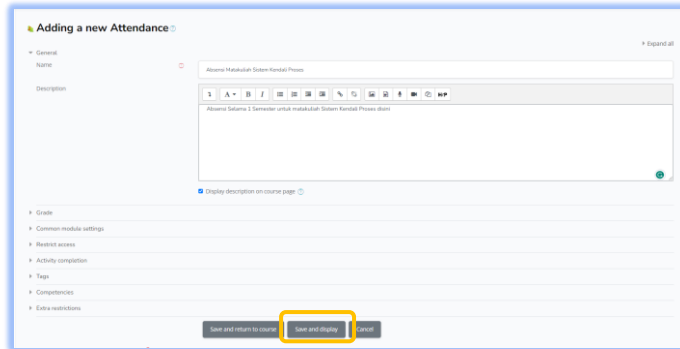 Adding a new Attendance
Expand all
General
Name
Absensi Matakuliah Sistem Kendali Proses
Description
Absensi Selama 1 Semester untuk matakuliah Sistem Kendali Proses disini
Display description on course page
Grade
Common module settings
Restrict access
Activity completion
Tags
Competencies
Extra restrictions
Save and return to course
Save and display
Cancel